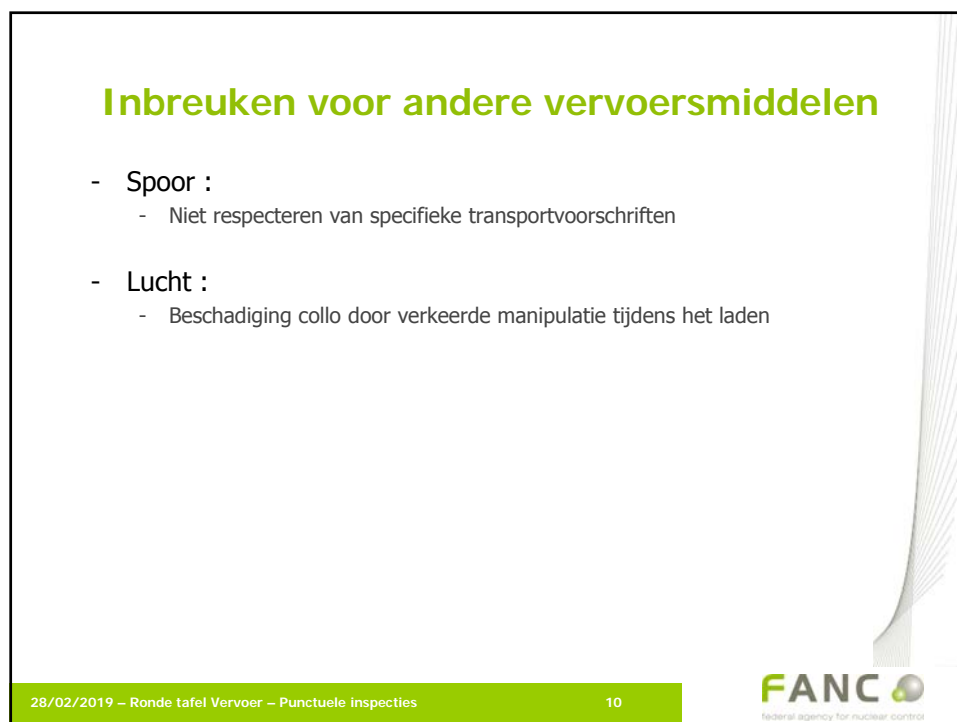 Inbreuken voor andere vervoersmiddelen
- Spoor :
- Niet respecteren van specifieke transportvoorschriften
- Lucht :
- Beschadiging collo door verkeerde manipulatie tijdens het laden
28/02/2019 – Ronde tafel Vervoer – Punctuele inspecties 10
FANC
federal agency for nuclear control